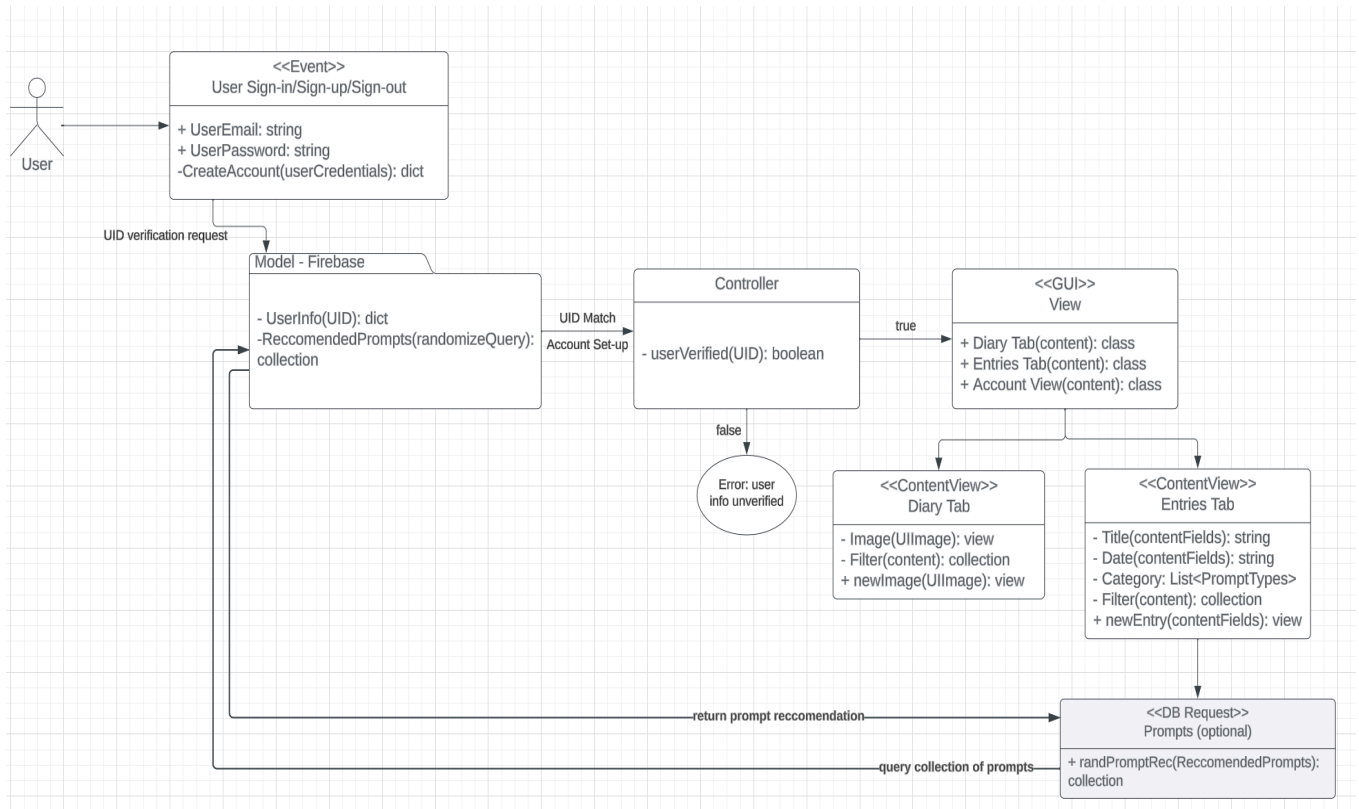 <<Event>>
User Sign-in/Sign-up/Sign-out
+ UserEmail: string
+ UserPassword: string
-CreateAccount(userCredentials): dict
User
UID verification request
Model - Firebase
- UserInfo(UID): dict
-ReccomendedPrompts(randomizeQuery):
collection
UID Match
Account Set-up
Controller
- userVerified(UID): boolean
true
false
Error: user
info unverified
<<GUI>>
View
+ Diary Tab(content): class
+ Entries Tab(content): class
+ Account View(content): class
<<ContentView>>
Diary Tab
- Image(UIImage): view
- Filter(content): collection
+ newImage(UIImage): view
<<ContentView>>
Entries Tab
- Title(contentFields): string
- Date(contentFields): string
- Category: List<PromptTypes>
- Filter(content): collection
+ newEntry(contentFields): view
return prompt reccomendation
query collection of prompts
<<DB Request>>
Prompts (optional)
+ randPromptRec(ReccomendedPrompts):
collection